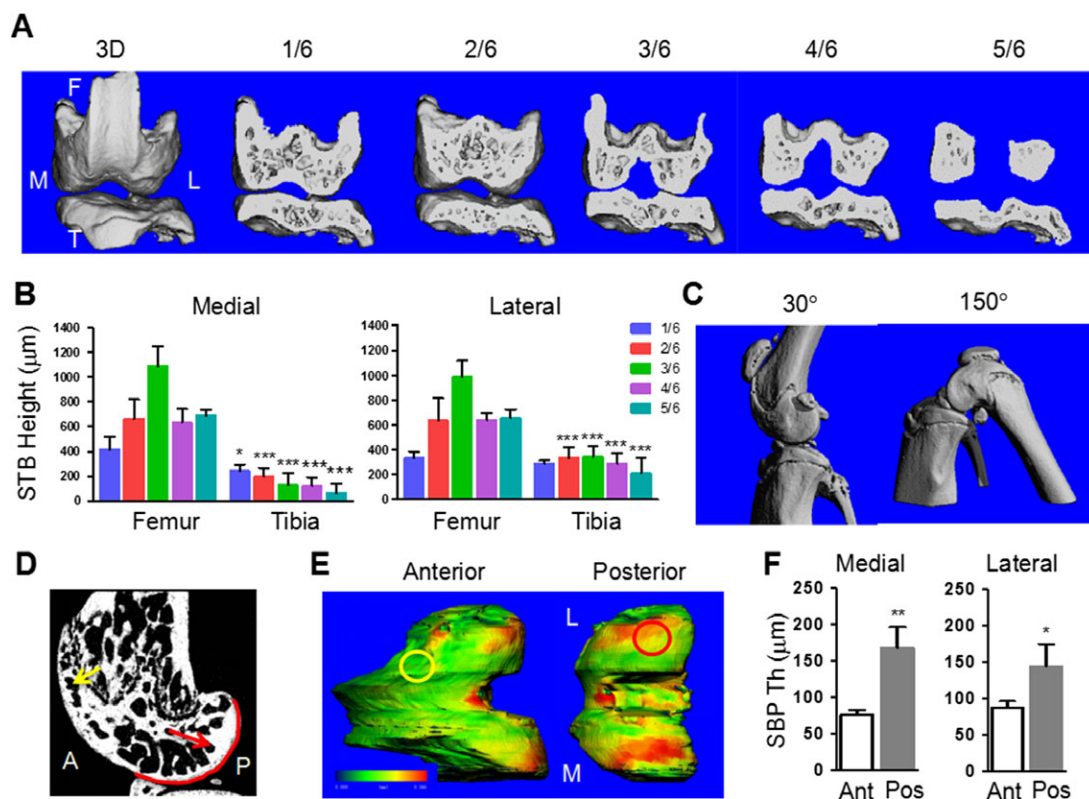 A
3D 1/6 2/6 3/6 4/6 5/6
F
M L
T
B
Medial Lateral
STB Height (μm)
1400 1400
1200 1200
1000 1000
800 800
600 600
400 400
200 200
0 0
* *** *** *** ***
*** *** *** ***
1/6
2/6
3/6
4/6
5/6
Femur Tibia Femur Tibia
C
30° 150°
D
A P
E
Anterior Posterior
L
M
F
Medial Lateral
SBP Th (μm)
250 250
200 200
150 150
100 100
50 50
0 0
** *
Ant Pos Ant Pos